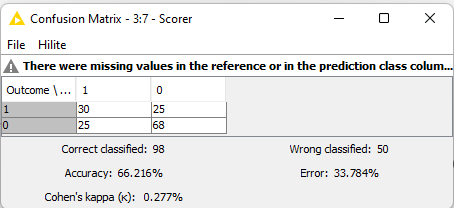 Confusion Matrix - 3:7 - Scorer
File Hilite
There were missing values in the reference or in the prediction class colum...
Outcome \ ... 1 0
1 30 25
0 25 68
Correct classified: 98 Wrong classified: 50
Accuracy: 66.216% Error: 33.784%
Cohen's kappa (κ): 0.277%